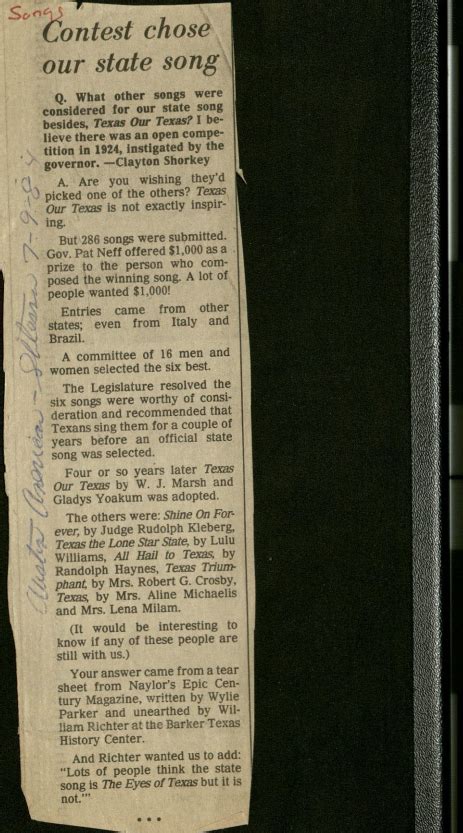 Songs
Contest chose
our state song
Q. What other songs were
considered for our state song
besides, Texas Our Texas? I be-
lieve there was an open compe-
tition in 1924, instigated by the
governor. —Clayton Shorkey
A. Are you wishing they'd
picked one of the others? Texas
Our Texas is not exactly inspir-
ing.
But 286 songs were submitted.
Gov. Pat Neff offered $1,000 as a
prize to the person who com-
posed the winning song. A lot of
people wanted $1,000!
Entries came from other
states; even from Italy and
Brazil.
A committee of 16 men and
women selected the six best.
The Legislature resolved the
six songs were worthy of consi-
deration and recommended that
Texans sing them for a couple of
years before an official state
song was selected.
Four or so years later Texas
Our Texas by W. J. Marsh and
Gladys Yoakum was adopted.
The others were: Shine On For-
ever, by Judge Rudolph Kleberg,
Texas the Lone Star State, by Lulu
Williams, All Hail to Texas, by
Randolph Haynes, Texas Trium-
phant, by Mrs. Robert G. Crosby,
Texas, by Mrs. Aline Michaelis
and Mrs. Lena Milam.
(It would be interesting to
know if any of these people are
still with us.)
Your answer came from a tear
sheet from Naylor's Epic Cen-
tury Magazine, written by Wylie
Parker and unearthed by Wil-
liam Richter at the Barker Texas
History Center.
And Richter wanted us to add:
"Lots of people think the state
song is The Eyes of Texas but it is
not.'"
• • •
Austin American - Statesman 7-9-84